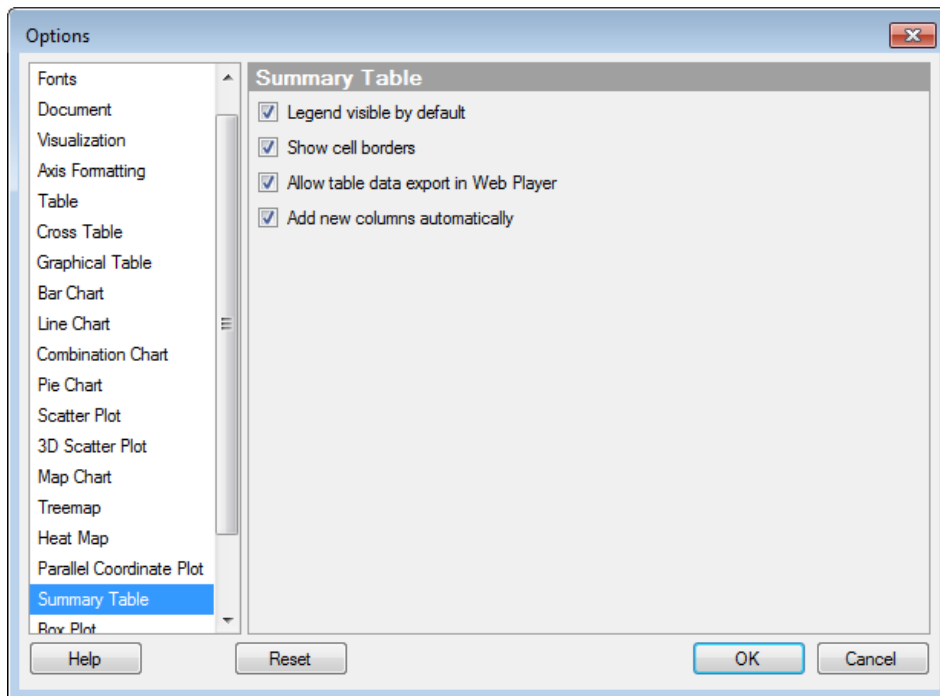 Options
Fonts
Document
Visualization
Axis Formatting
Table
Cross Table
Graphical Table
Bar Chart
Line Chart
Combination Chart
Pie Chart
Scatter Plot
3D Scatter Plot
Map Chart
Treemap
Heat Map
Parallel Coordinate Plot
Summary Table
Box Plot
Summary Table
Legend visible by default
Show cell borders
Allow table data export in Web Player
Add new columns automatically
Help
Reset
OK
Cancel